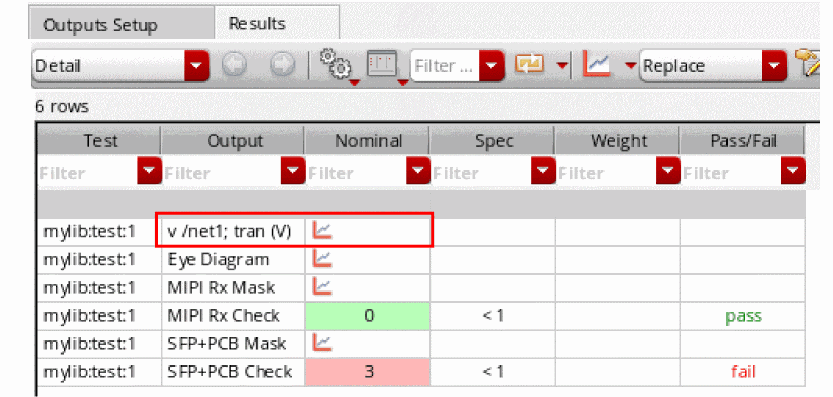 Outputs Setup Results
Detail Filter ... Replace
6 rows
Test Output Nominal Spec Weight Pass/Fail
Filter Filter Filter Filter Filter Filter
mylib:test:1 v /net1; tran (V)
mylib:test:1 Eye Diagram
mylib:test:1 MIPI Rx Mask
mylib:test:1 MIPI Rx Check 0 < 1 pass
mylib:test:1 SFP+PCB Mask
mylib:test:1 SFP+PCB Check 3 < 1 fail